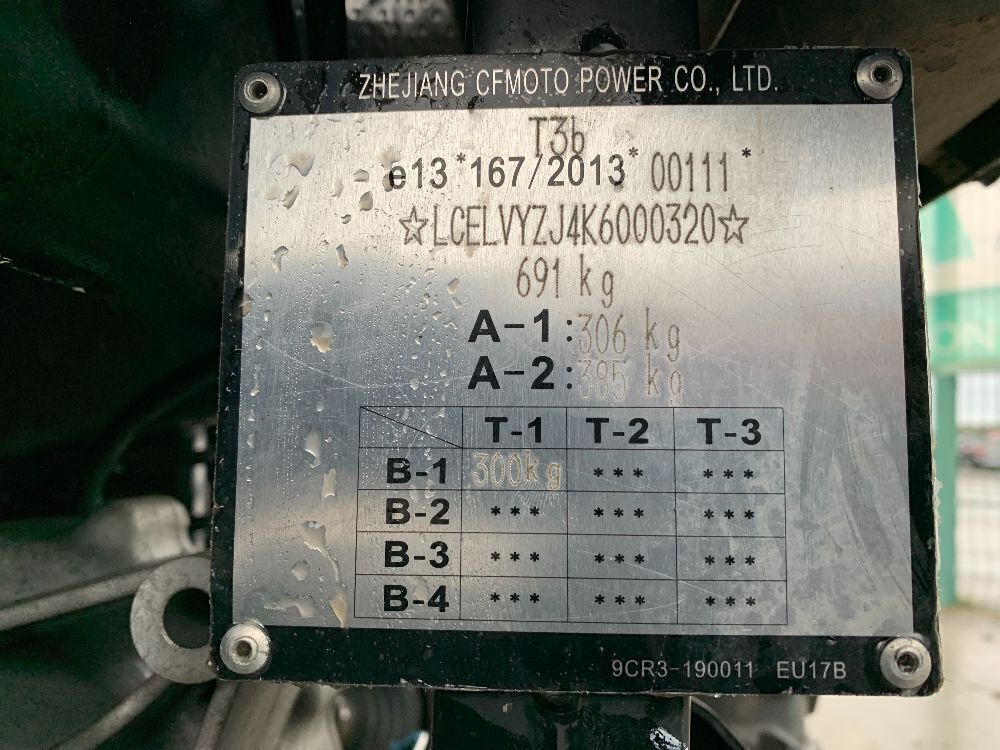 ZHEJIANG CFMOTO POWER CO., LTD.
T3b
e13*167/2013*00111*
☆LCELVYZJ4K6000320☆
691 kg
A-1: 306 kg
A-2: 385 kg
T-1 T-2 T-3
B-1 300kg *** ***
B-2 *** *** ***
B-3 *** *** ***
B-4 *** *** ***
9CR3-190011 EU17B